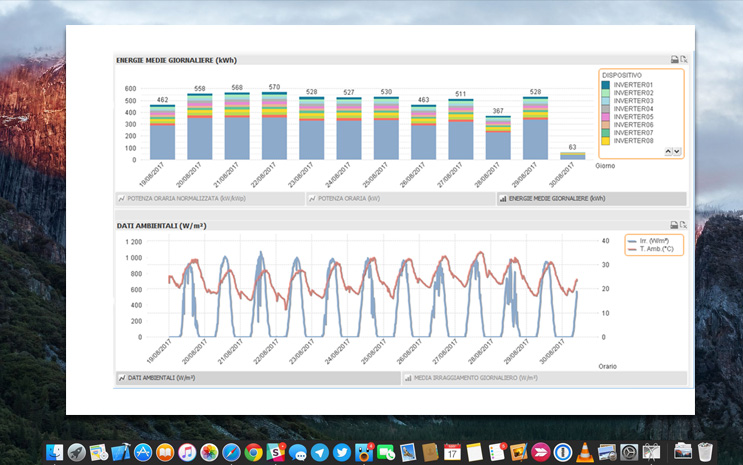 ENERGIE MEDIE GIORNALIERE (kWh)
462 558 568 570 528 527 530 463 511 367 528 63
600
500
400
300
200
100
0
19/08/2017 20/08/2017 21/08/2017 22/08/2017 23/08/2017 24/08/2017 25/08/2017 26/08/2017 27/08/2017 28/08/2017 29/08/2017 30/08/2017
Giorno
DISPOSITIVO
INVERTER01
INVERTER02
INVERTER03
INVERTER04
INVERTER05
INVERTER06
INVERTER07
INVERTER08
POTENZA ORARIA NORMALIZZATA (kW/kWp) POTENZA ORARIA (kW) ENERGIE MEDIE GIORNALIERE (kWh)
DATI AMBIENTALI (W/m²)
1 200
1 000
800
600
400
200
0
40
30
20
10
0
Irr. (W/m²)
T. Amb.(°C)
19/08/2017 20/08/2017 21/08/2017 22/08/2017 23/08/2017 24/08/2017 25/08/2017 26/08/2017 27/08/2017 28/08/2017 29/08/2017 30/08/2017
Orario
DATI AMBIENTALI (W/m²) MEDIA IRRAGGIAMENTO GIORNALIERO (W/m²)
17